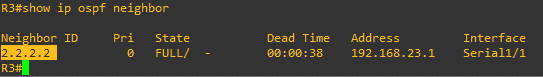 R3#show ip ospf neighbor
Neighbor ID     Pri   State           Dead Time   Address         Interface
2.2.2.2           0   FULL/  -        00:00:38    192.168.23.1    Serial1/1
R3#